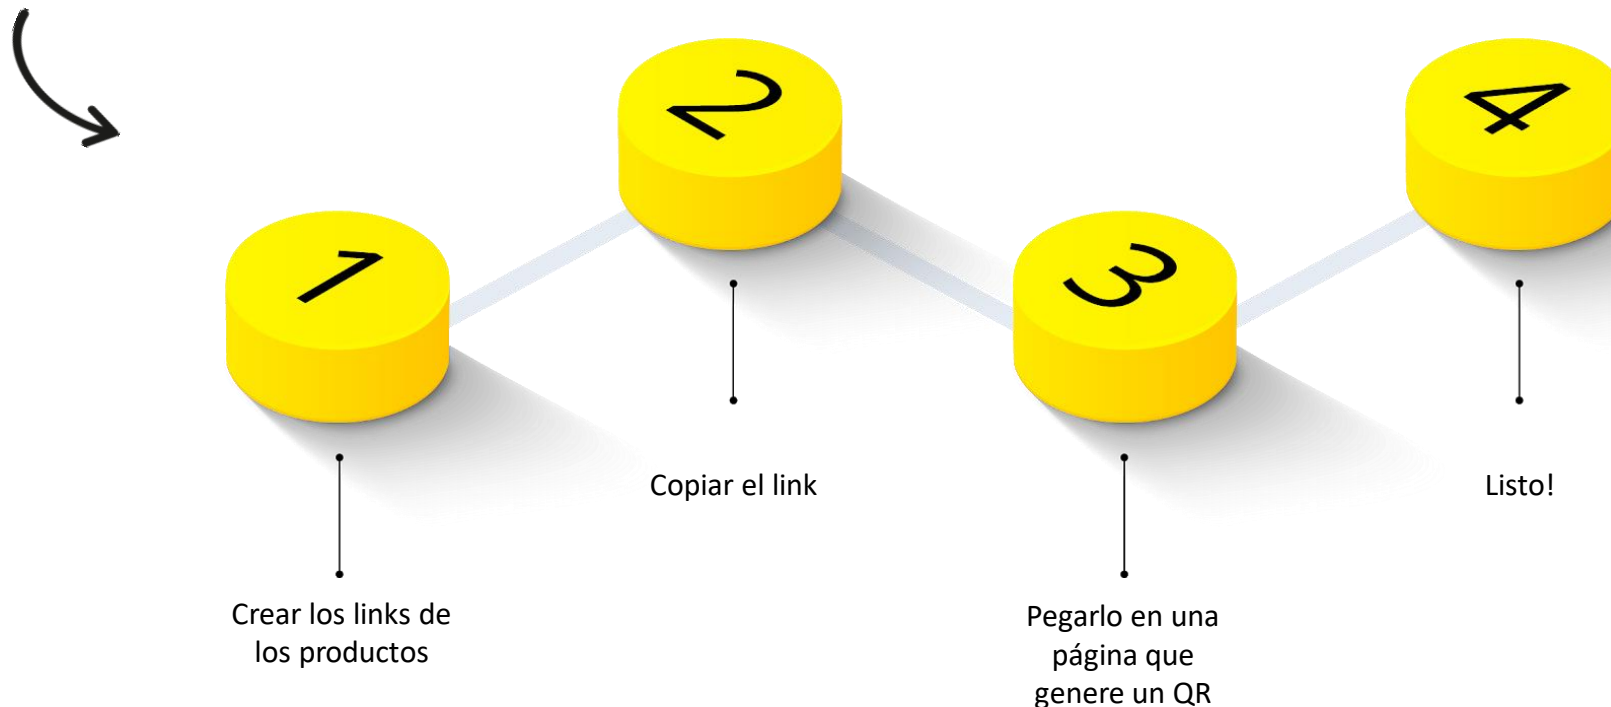 1
Crear los links de
los productos
2
Copiar el link
3
Pegarlo en una
página que
genere un QR
4
Listo!